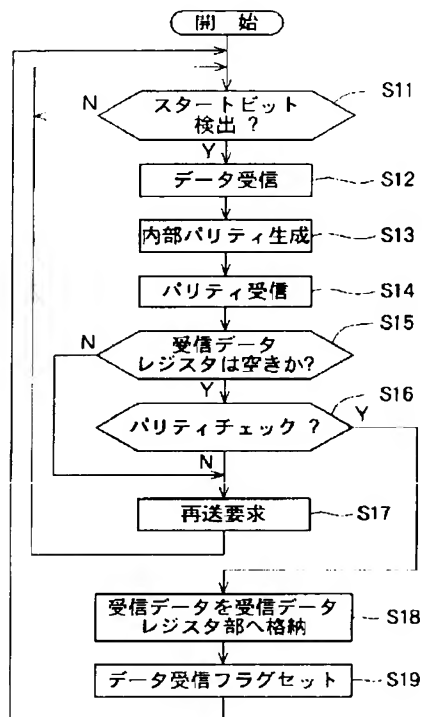 開 始
スタートビット
検出 ?
S11
N
Y
データ受信
S12
内部パリティ生成
S13
パリティ受信
S14
受信データ
レジスタは空きか?
S15
N
Y
パリティチェック ?
S16
Y
N
再送要求
S17
受信データを受信データ
レジスタ部へ格納
S18
データ受信フラグセット
S19